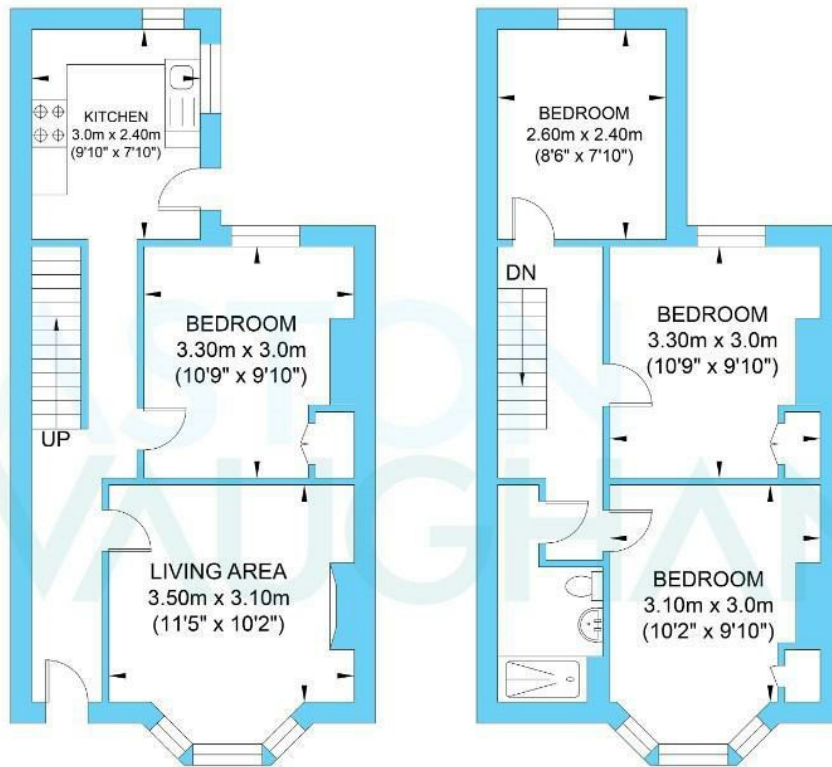 KITCHEN
3.0m x 2.40m
(9'10" x 7'10")
BEDROOM
3.30m x 3.0m
(10'9" x 9'10")
UP
LIVING AREA
3.50m x 3.10m
(11'5" x 10'2")
BEDROOM
2.60m x 2.40m
(8'6" x 7'10")
DN
BEDROOM
3.30m x 3.0m
(10'9" x 9'10")
BEDROOM
3.10m x 3.0m
(10'2" x 9'10")
ASTON
VAUGHAN